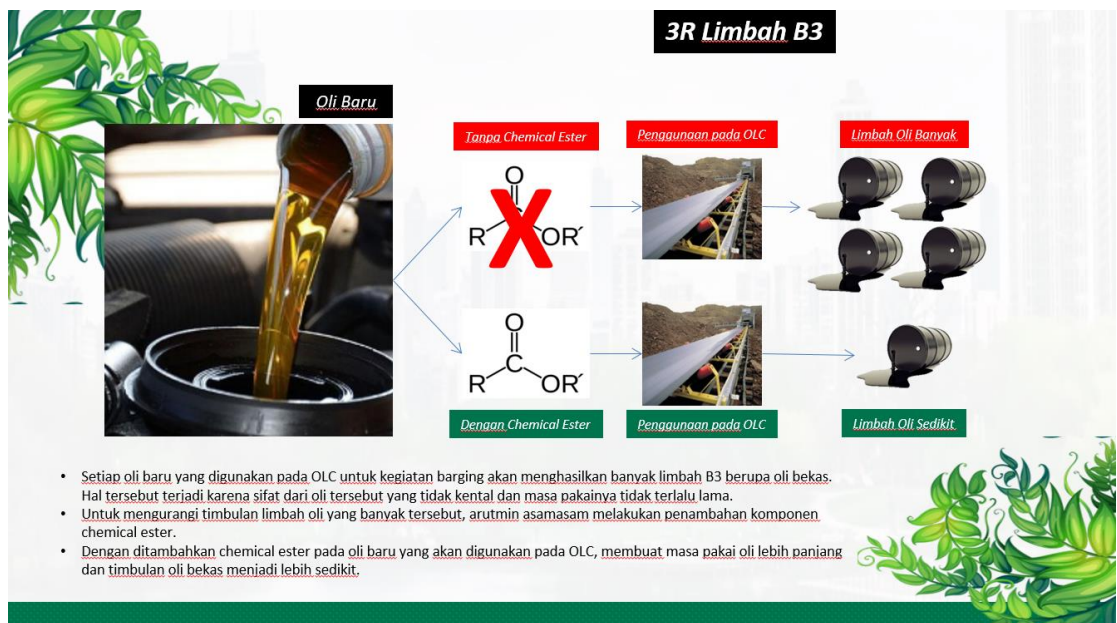 3R Limbah B3
Oli Baru
Tanpa Chemical Ester
Penggunaan pada OLC
Limbah Oli Banyak
O
R
OR´
O
C
R
OR´
Dengan Chemical Ester
Penggunaan pada OLC
Limbah Oli Sedikit
• Setiap oli baru yang digunakan pada OLC untuk kegiatan barging akan menghasilkan banyak limbah B3 berupa oli bekas.
Hal tersebut terjadi karena sifat dari oli tersebut yang tidak kental dan masa pakainya tidak terlalu lama.
• Untuk mengurangi timbulan limbah oli yang banyak tersebut, arutmin asamasam melakukan penambahan komponen
chemical ester.
• Dengan ditambahkan chemical ester pada oli baru yang akan digunakan pada OLC, membuat masa pakai oli lebih panjang
dan timbulan oli bekas menjadi lebih sedikit.